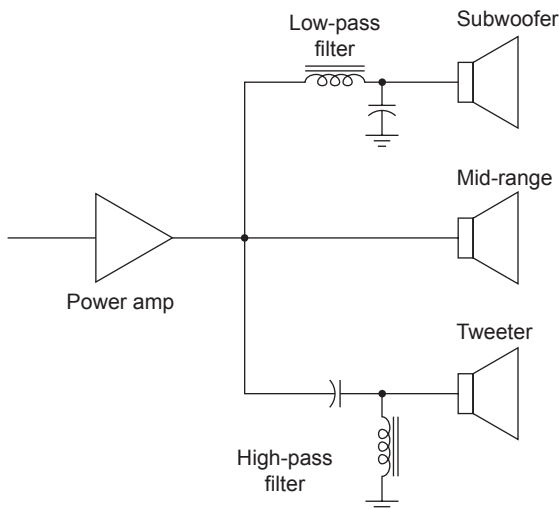 Subwoofer
Low-pass
filter
Mid-range
Power amp
Tweeter
High-pass
filter